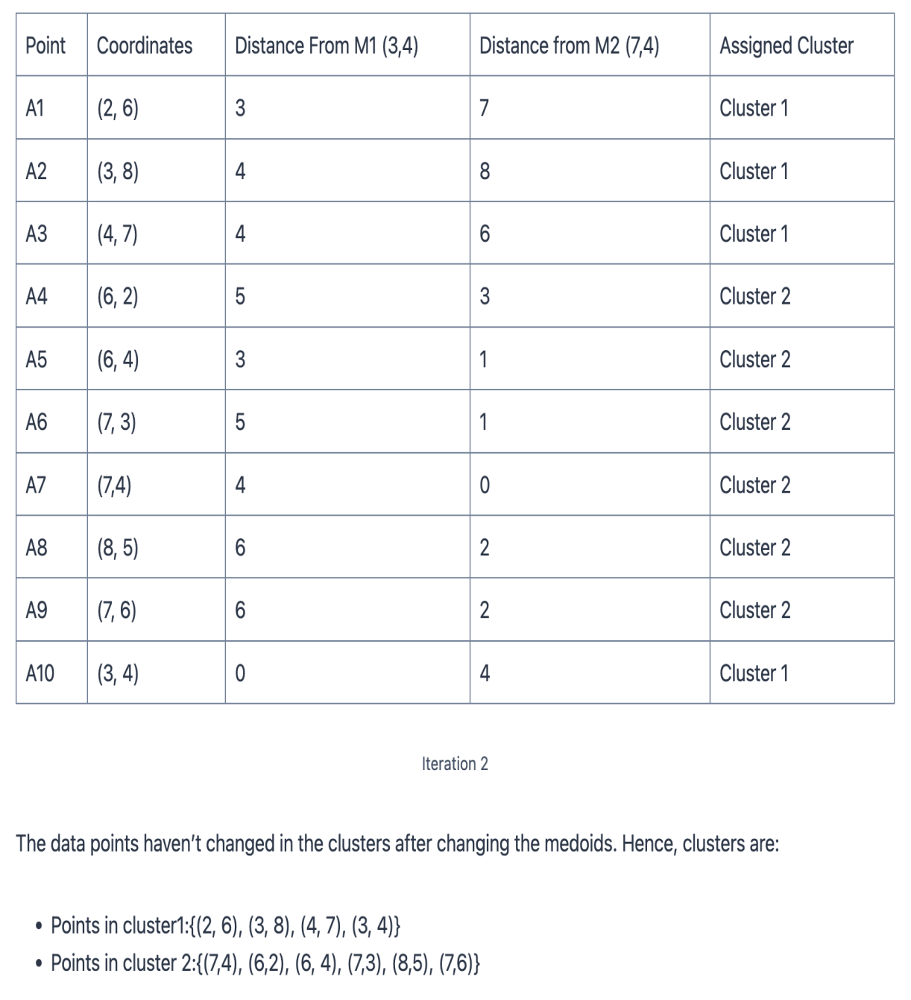 Point Coordinates Distance From M1 (3,4) Distance from M2 (7,4) Assigned Cluster
A1 (2, 6) 3 7 Cluster 1
A2 (3, 8) 4 8 Cluster 1
A3 (4, 7) 4 6 Cluster 1
A4 (6, 2) 5 3 Cluster 2
A5 (6, 4) 3 1 Cluster 2
A6 (7, 3) 5 1 Cluster 2
A7 (7,4) 4 0 Cluster 2
A8 (8, 5) 6 2 Cluster 2
A9 (7, 6) 6 2 Cluster 2
A10 (3, 4) 0 4 Cluster 1
Iteration 2
The data points haven’t changed in the clusters after changing the medoids. Hence, clusters are:
• Points in cluster1:{(2, 6), (3, 8), (4, 7), (3, 4)}
• Points in cluster 2:{(7,4), (6,2), (6, 4), (7,3), (8,5), (7,6)}